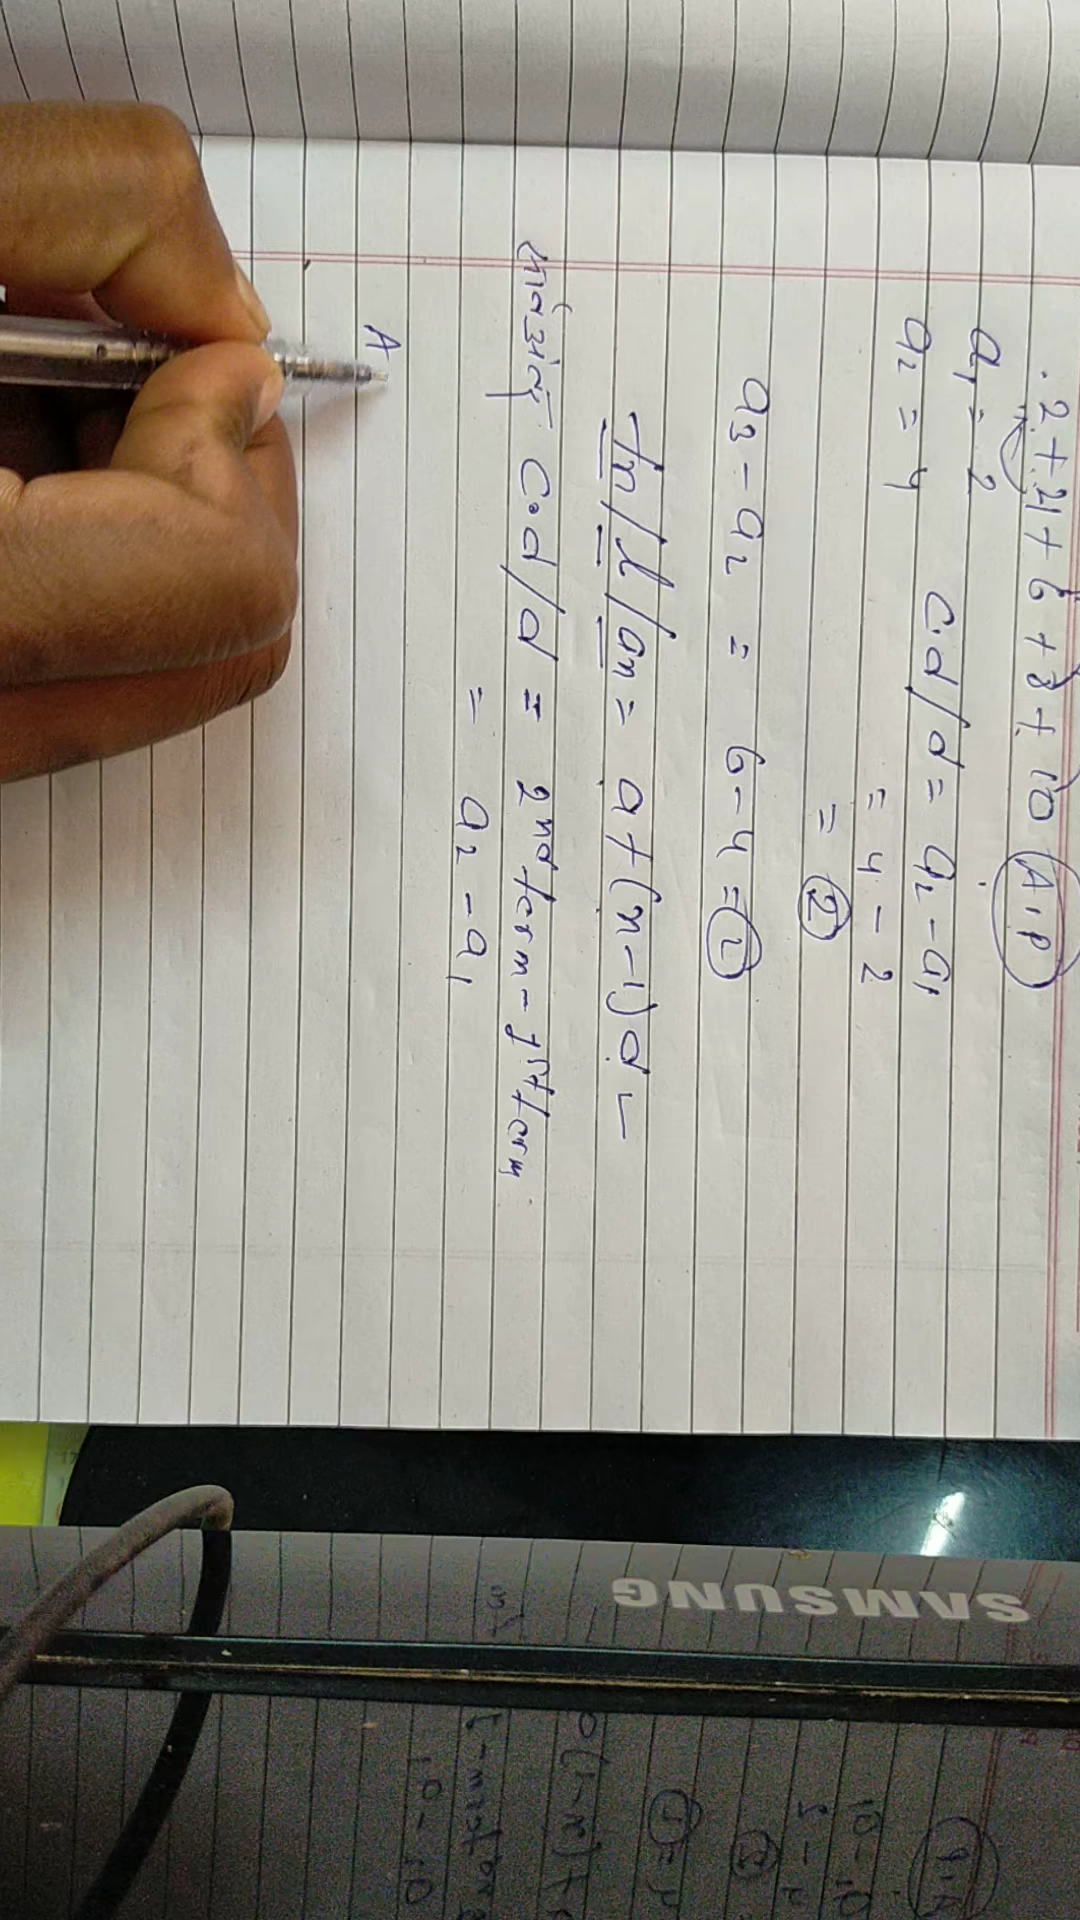 2 + 4 + 6 + 8 + 10 (A.P)
a1 = 2
a2 = 4 C.d/d = a2 - a1
= 4 - 2
= 2
a3 - a2 = 6 - 4 = 2
Tn/l/an = a+(n-1)d
C.d/d = 2nd term - 1st term
= a2 - a1
A
SAMSUNG